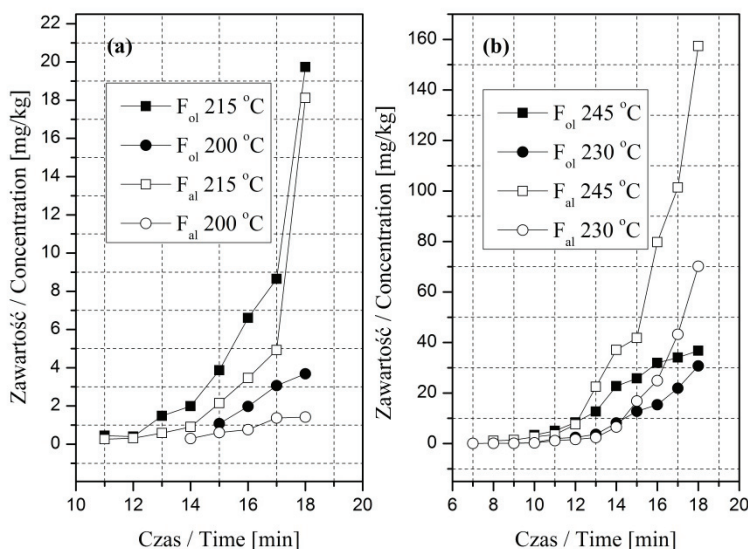 (a)
F_ol 215 °C
F_ol 200 °C
F_al 215 °C
F_al 200 °C
22
20
18
16
14
12
10
8
6
4
2
0
Zawartość / Concentration [mg/kg]
10 12 14 16 18 20
Czas / Time [min]
(b)
F_ol 245 °C
F_ol 230 °C
F_al 245 °C
F_al 230 °C
160
140
120
100
80
60
40
20
0
Zawartość / Concentration [mg/kg]
6 8 10 12 14 16 18 20
Czas / Time [min]